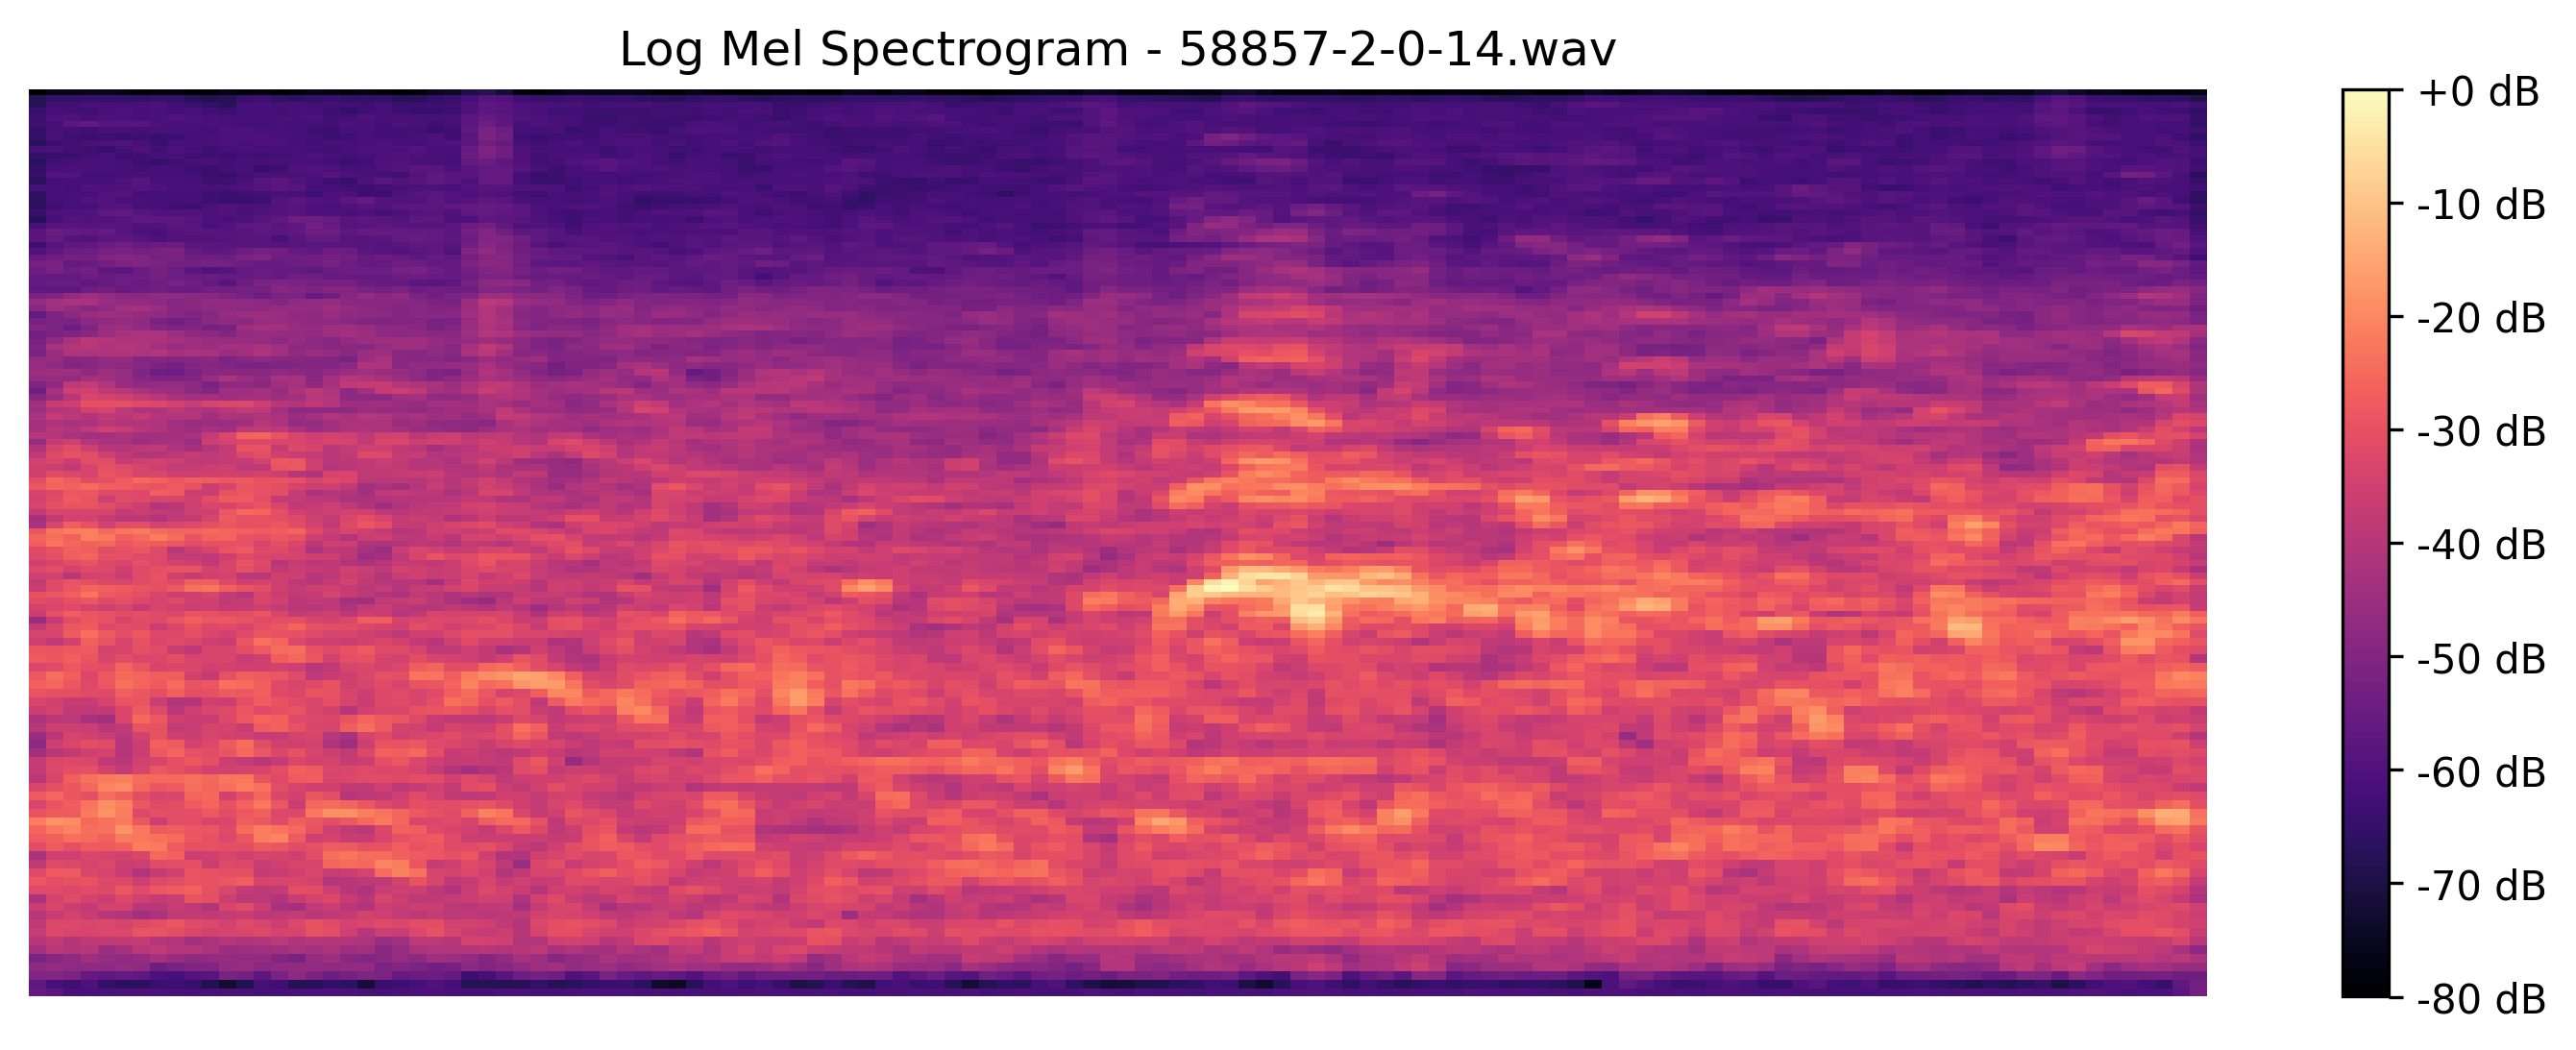 Log Mel Spectrogram - 58857-2-0-14.wav
+0 dB
-10 dB
-20 dB
-30 dB
-40 dB
-50 dB
-60 dB
-70 dB
-80 dB